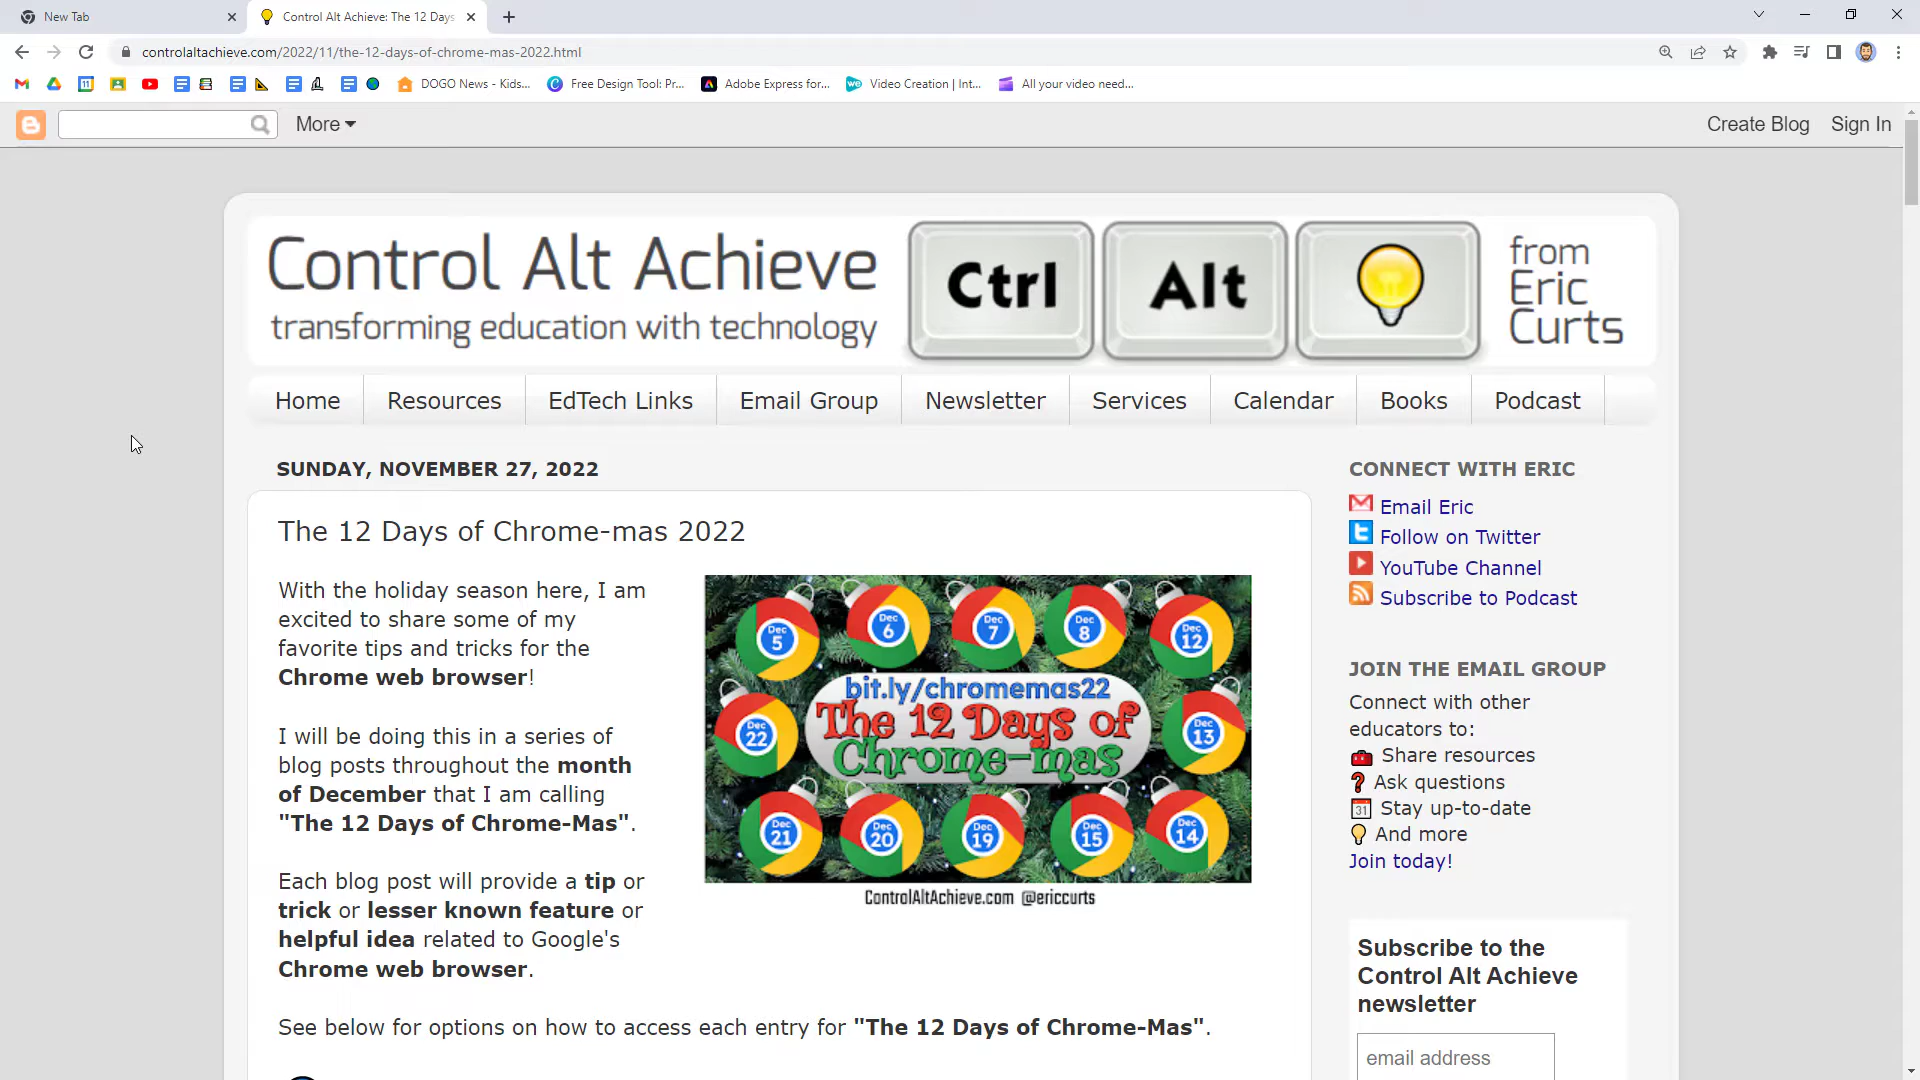 New Tab
Control Alt Achieve: The 12 Days
controlaltachieve.com/2022/11/the-12-days-of-chrome-mas-2022.html
DOGO News - Kids...
Free Design Tool: Pr...
Adobe Express for...
Video Creation | Int...
All your video need...
More
Create Blog
Sign In
Control Alt Achieve
transforming education with technology
Ctrl
Alt
from
Eric
Curts
Home
Resources
EdTech Links
Email Group
Newsletter
Services
Calendar
Books
Podcast
SUNDAY, NOVEMBER 27, 2022
The 12 Days of Chrome-mas 2022
With the holiday season here, I am
excited to share some of my
favorite tips and tricks for the
Chrome web browser!
I will be doing this in a series of
blog posts throughout the month
of December that I am calling
"The 12 Days of Chrome-Mas".
Each blog post will provide a tip or
trick or lesser known feature or
helpful idea related to Google's
Chrome web browser.
Dec 5
Dec 6
Dec 7
Dec 8
Dec 12
bit.ly/chromemas22
The 12 Days of
Chrome-mas
Dec 22
Dec 13
Dec 21
Dec 20
Dec 19
Dec 15
Dec 14
ControlAltAchieve.com @ericcurts
See below for options on how to access each entry for "The 12 Days of Chrome-Mas".
CONNECT WITH ERIC
Email Eric
Follow on Twitter
YouTube Channel
Subscribe to Podcast
JOIN THE EMAIL GROUP
Connect with other
educators to:
🧰 Share resources
❓ Ask questions
📅 Stay up-to-date
💡 And more
Join today!
Subscribe to the
Control Alt Achieve
newsletter
email address